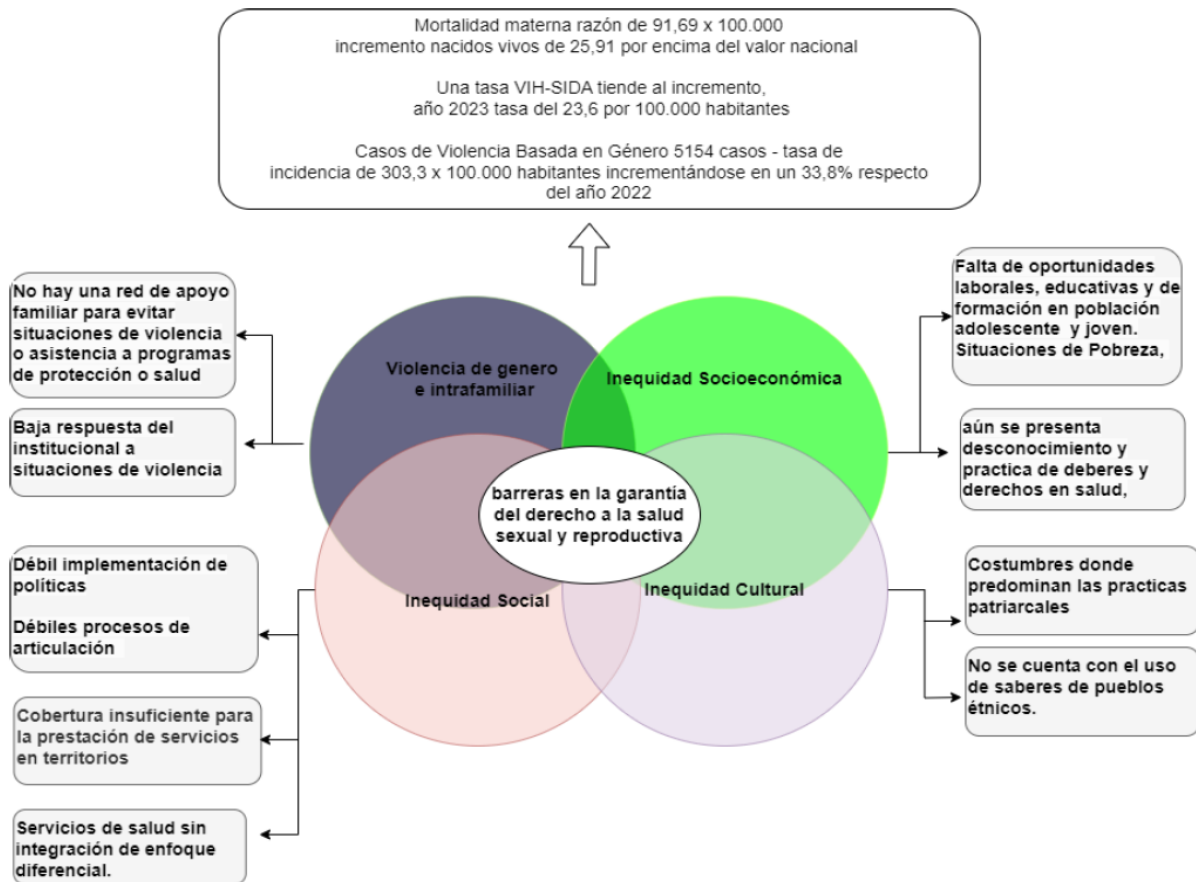 Mortalidad materna razón de 91,69 x 100.000
incremento nacidos vivos de 25,91 por encima del valor nacional
Una tasa VIH-SIDA tiende al incremento,
año 2023 tasa del 23,6 por 100.000 habitantes
Casos de Violencia Basada en Género 5154 casos - tasa de
incidencia de 303,3 x 100.000 habitantes incrementándose en un 33,8% respecto
del año 2022
No hay una red de apoyo
familiar para evitar
situaciones de violencia
o asistencia a programas
de protección o salud
Baja respuesta del
institucional a
situaciones de violencia
Débil implementación de
políticas
Débiles procesos de
articulación
Cobertura insuficiente para
la prestación de servicios
en territorios
Servicios de salud sin
integración de enfoque
diferencial.
Violencia de genero
e intrafamiliar
Inequidad Socioeconómica
barreras en la garantía
del derecho a la salud
sexual y reproductiva
Inequidad Social
Inequidad Cultural
Falta de oportunidades
laborales, educativas y de
formación en población
adolescente y joven.
Situaciones de Pobreza,
aún se presenta
desconocimiento y
practica de deberes y
derechos en salud,
Costumbres donde
predominan las practicas
patriarcales
No se cuenta con el uso
de saberes de pueblos
étnicos.